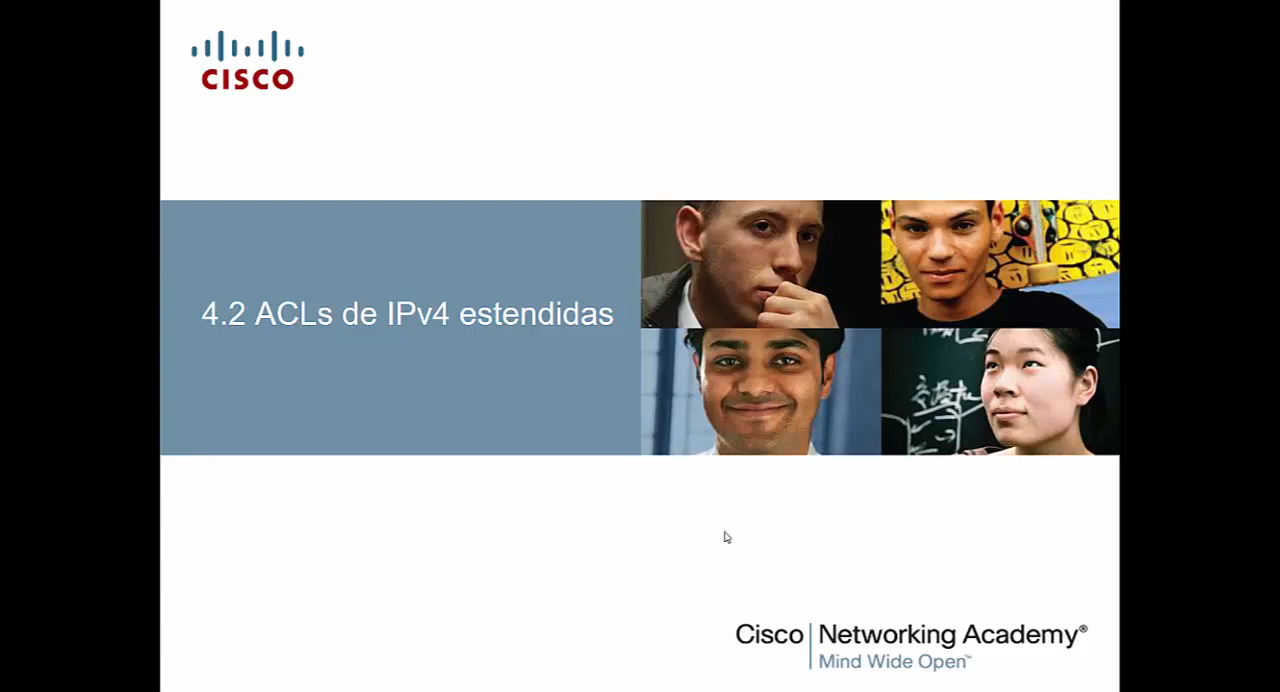 CISCO
4.2 ACLs de IPv4 estendidas
Cisco Networking Academy®
Mind Wide Open™